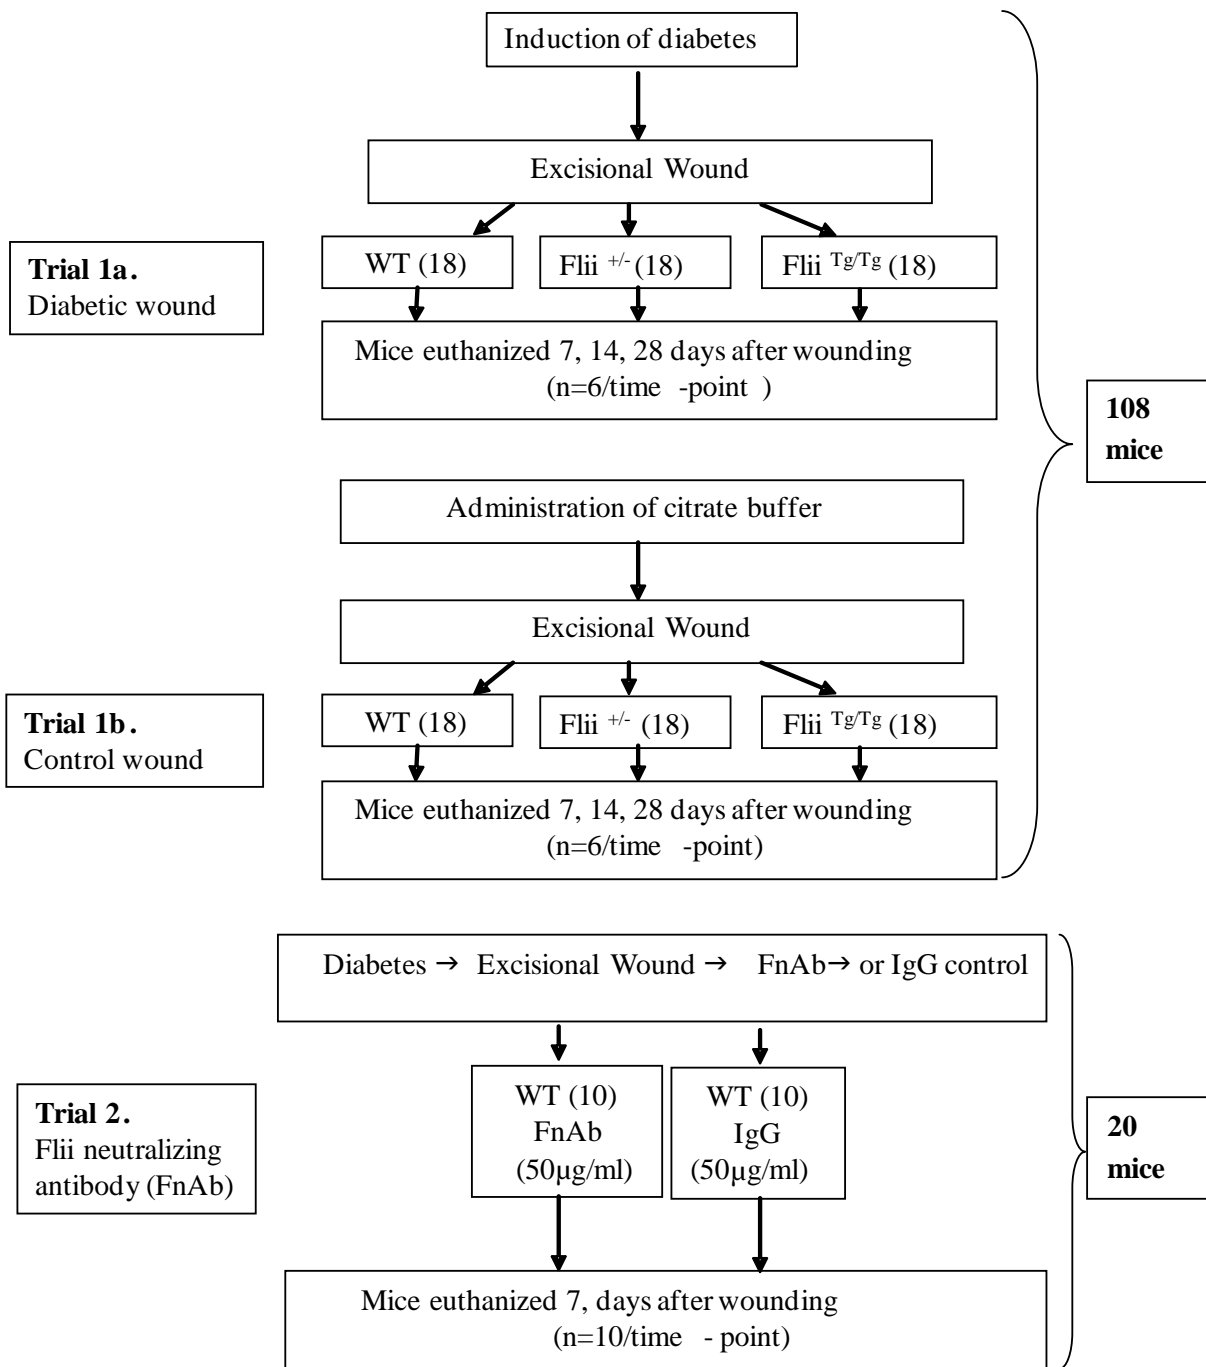 Induction of diabetes
Excisional Wound
Trial 1a.
Diabetic wound
WT (18)
Flii +/- (18)
Flii Tg/Tg (18)
Mice euthanized 7, 14, 28 days after wounding
(n=6/time -point )
108
mice
Administration of citrate buffer
Excisional Wound
Trial 1b.
Control wound
WT (18)
Flii +/- (18)
Flii Tg/Tg (18)
Mice euthanized 7, 14, 28 days after wounding
(n=6/time -point)
Diabetes → Excisional Wound → FnAb→ or IgG control
Trial 2.
Flii neutralizing
antibody (FnAb)
WT (10)
FnAb
(50µg/ml)
WT (10)
IgG
(50µg/ml)
20
mice
Mice euthanized 7, days after wounding
(n=10/time - point)